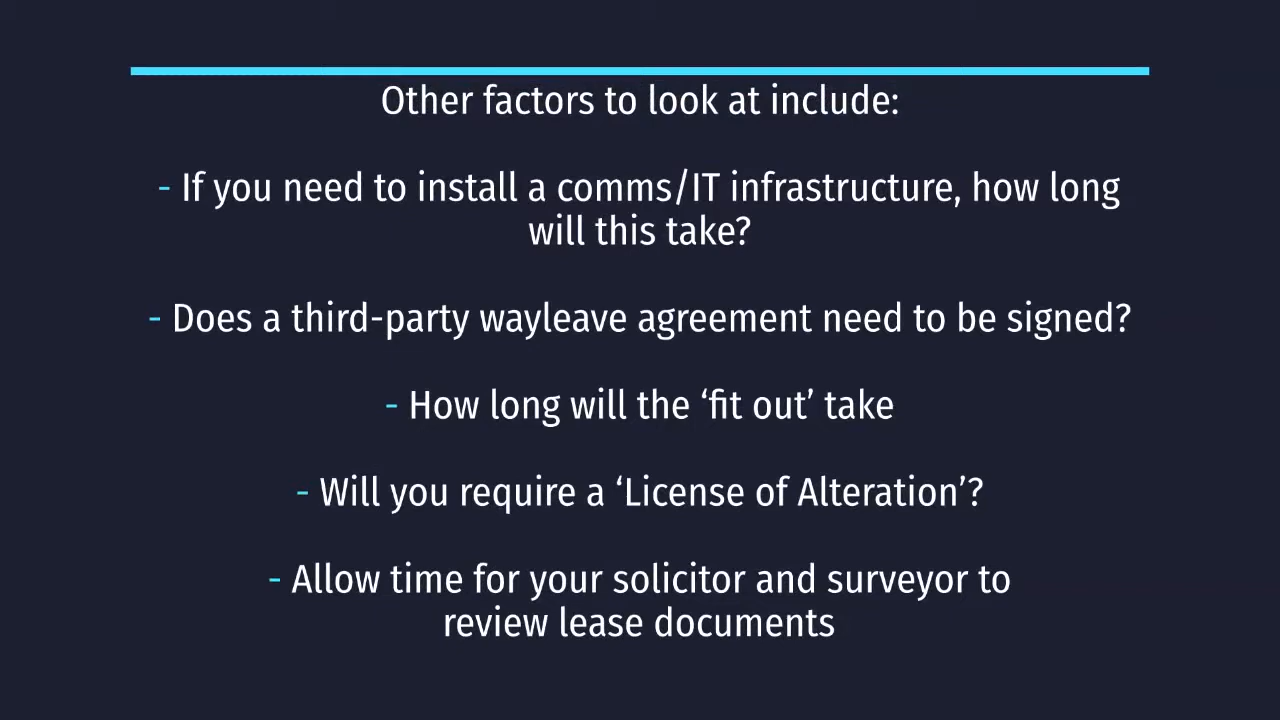 Other factors to look at include:
- If you need to install a comms/IT infrastructure, how long
will this take?
- Does a third-party wayleave agreement need to be signed?
- How long will the ‘fit out’ take
- Will you require a ‘License of Alteration’?
- Allow time for your solicitor and surveyor to
review lease documents